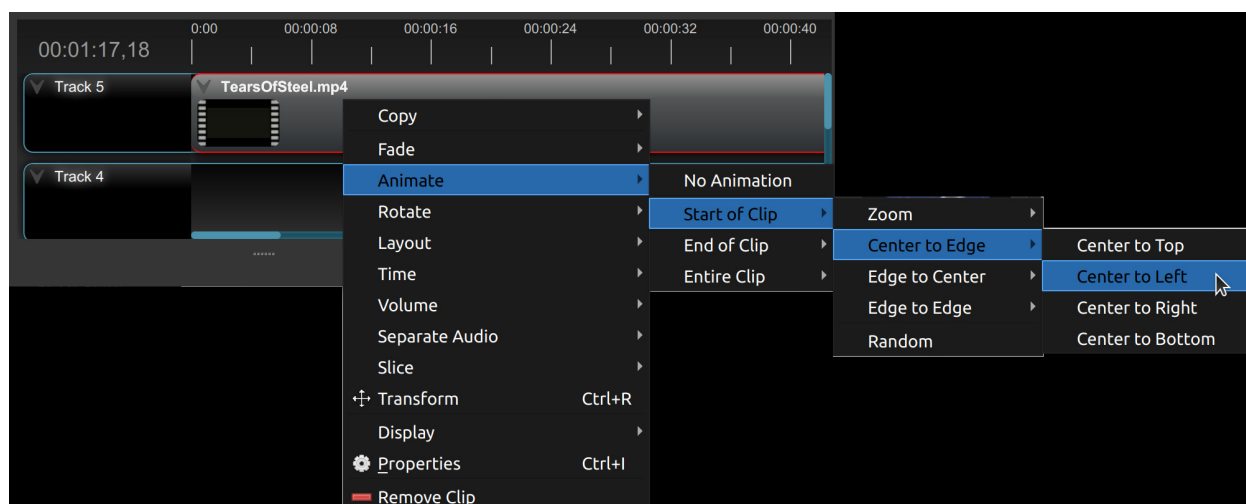 0:00 00:00:08 00:00:16 00:00:24 00:00:32 00:00:40
00:01:17,18
Track 5
TearsOfSteel.mp4
Track 4
Copy
Fade
Animate
Rotate
Layout
Time
Volume
Separate Audio
Slice
Transform Ctrl+R
Display
Properties Ctrl+I
Remove Clip
No Animation
Start of Clip
End of Clip
Entire Clip
Zoom
Center to Edge
Edge to Center
Edge to Edge
Random
Center to Top
Center to Left
Center to Right
Center to Bottom